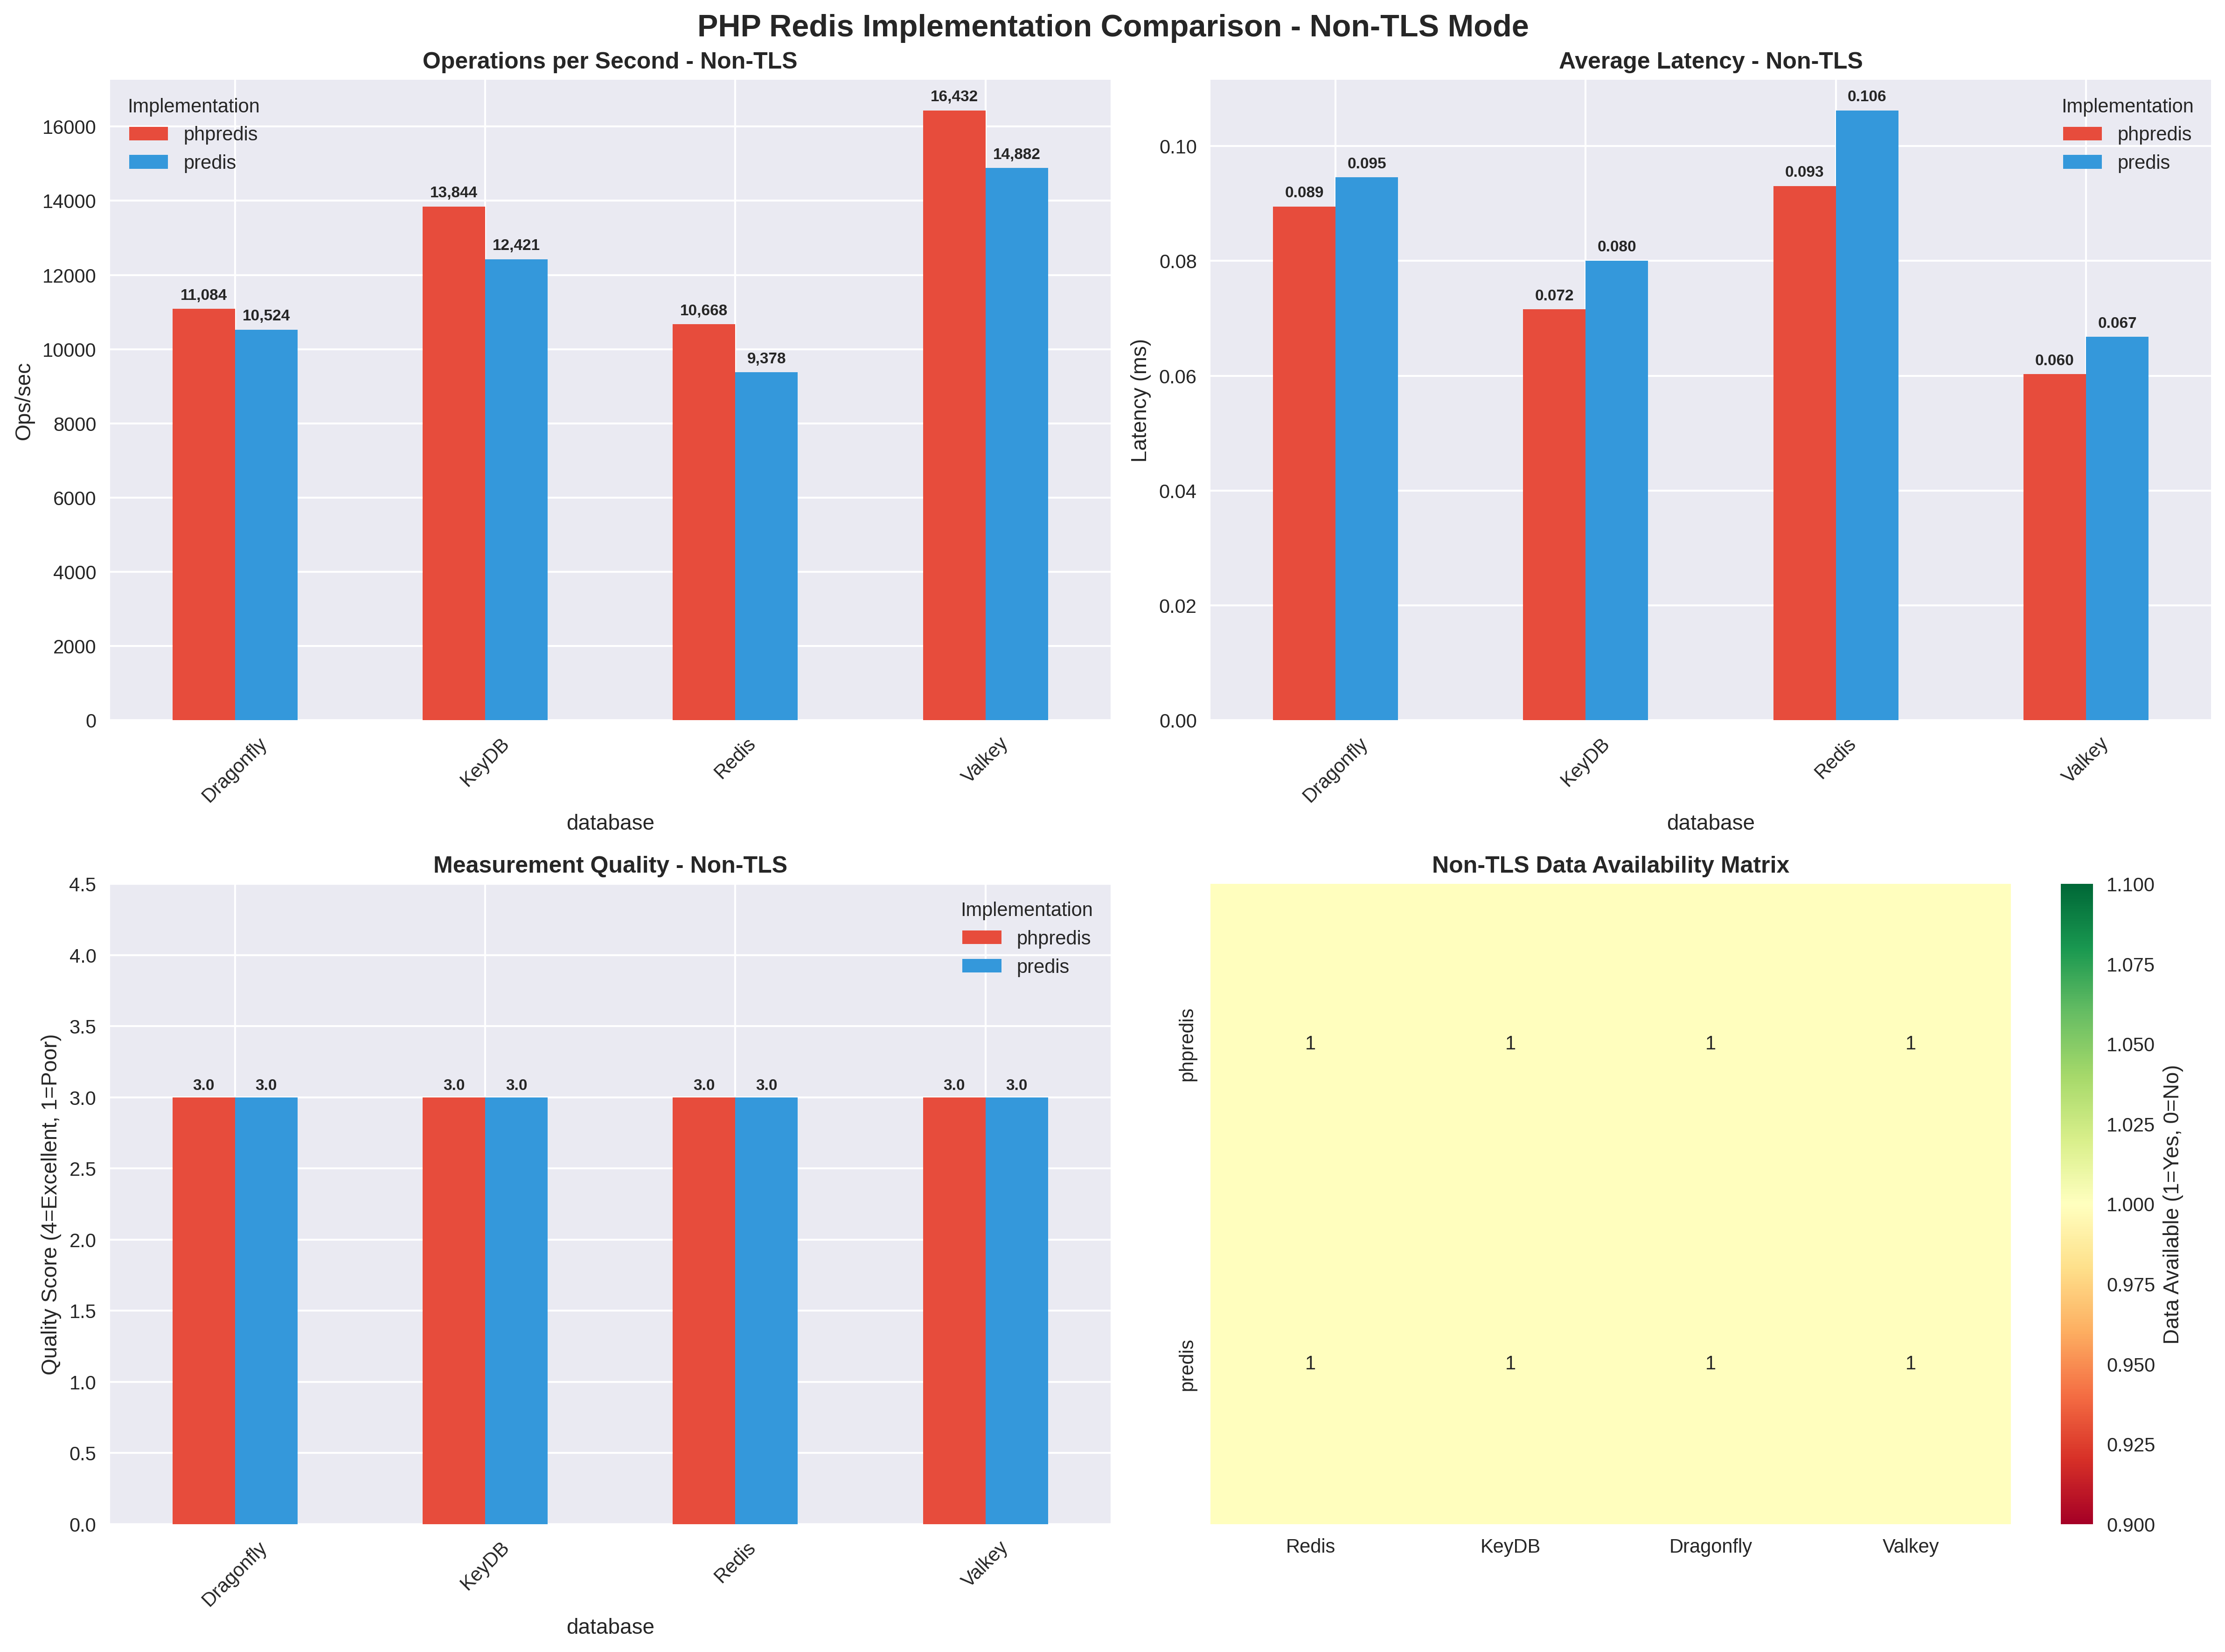 PHP Redis Implementation Comparison - Non-TLS Mode
Operations per Second - Non-TLS
Implementation
phpredis
predis
Ops/sec
16000
14000
12000
10000
8000
6000
4000
2000
0
11,084
10,524
13,844
12,421
10,668
9,378
16,432
14,882
Dragonfly
KeyDB
Redis
Valkey
database
Average Latency - Non-TLS
Implementation
phpredis
predis
Latency (ms)
0.10
0.08
0.06
0.04
0.02
0.00
0.089
0.095
0.072
0.080
0.093
0.106
0.060
0.067
Dragonfly
KeyDB
Redis
Valkey
database
Measurement Quality - Non-TLS
Implementation
phpredis
predis
Quality Score (4=Excellent, 1=Poor)
4.5
4.0
3.5
3.0
2.5
2.0
1.5
1.0
0.5
0.0
3.0 3.0 3.0 3.0 3.0 3.0 3.0 3.0
Dragonfly
KeyDB
Redis
Valkey
database
Non-TLS Data Availability Matrix
phpredis
1 1 1 1
predis
1 1 1 1
Redis KeyDB Dragonfly Valkey
1.100
1.075
1.050
1.025
1.000
0.975
0.950
0.925
0.900
Data Available (1=Yes, 0=No)